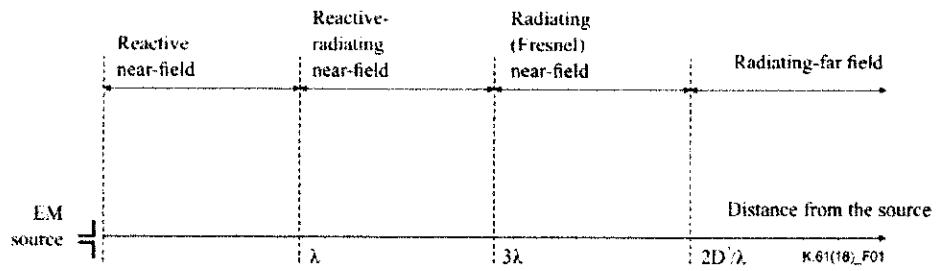 Reactive
near-field
Reactive-
radiating
near-field
Radiating
(Fresnel)
near-field
Radiating-far field
EM
source
Distance from the source
λ
3λ
2D²/λ
K.61(18)_F01